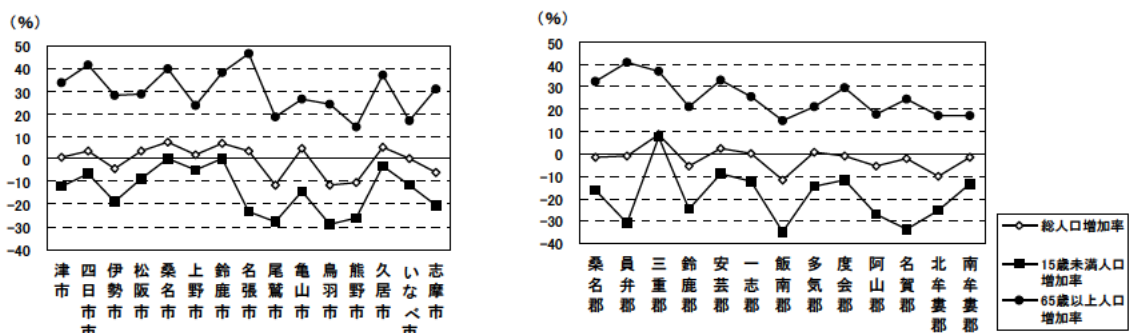 (%)
50
40
30
20
10
0
-10
-20
-30
-40
津市
四日市市
伊勢市
松阪市
桑名市
上野市
鈴鹿市
名張市
尾鷲市
亀山市
鳥羽市
熊野市
久居市
いなべ市
志摩市
(%)
50
40
30
20
10
0
-10
-20
-30
-40
桑名郡
員弁郡
三重郡
鈴鹿郡
安芸郡
一志郡
飯南郡
多気郡
度会郡
阿山郡
名賀郡
北牟婁郡
南牟婁郡
総人口増加率
15歳未満人口
増加率
65歳以上人口
増加率